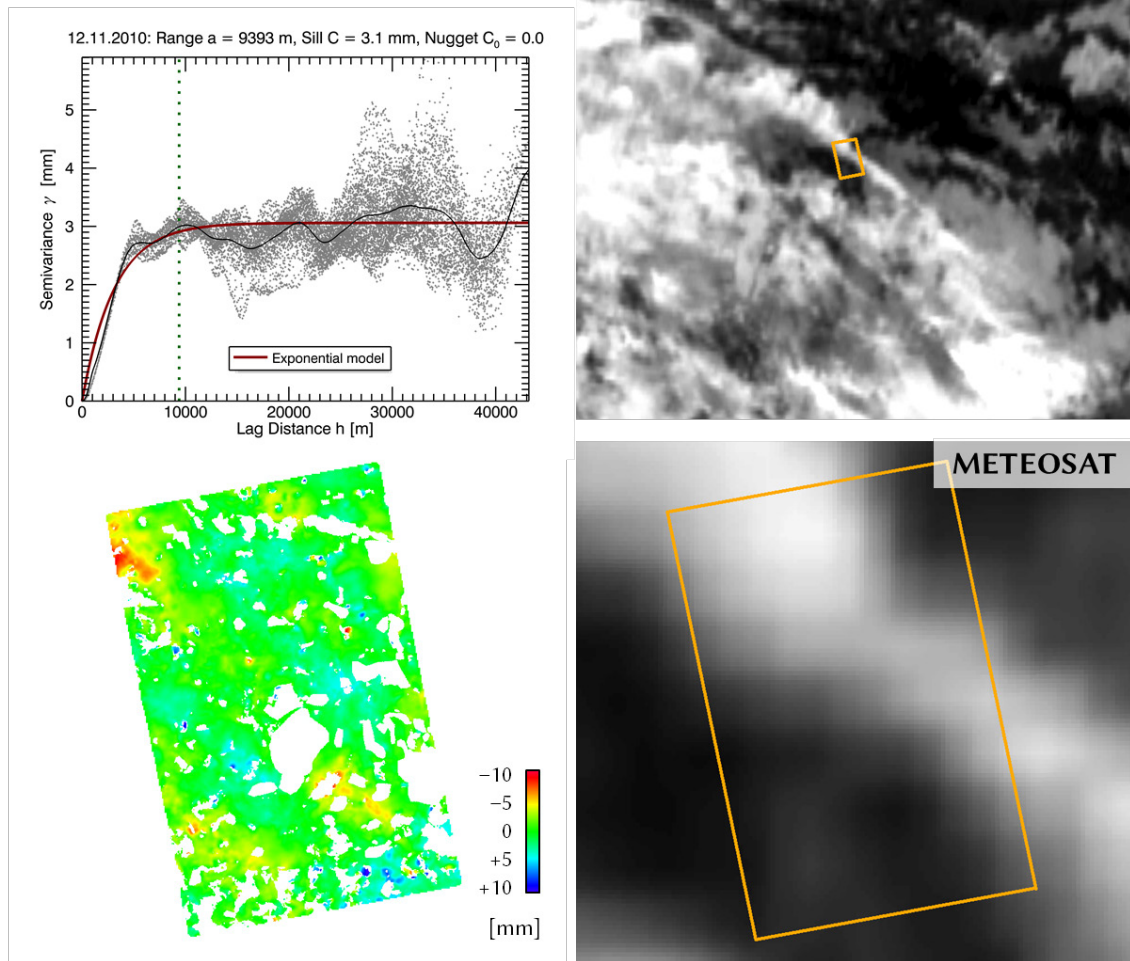 12.11.2010: Range a = 9393 m, Sill C = 3.1 mm, Nugget C₀ = 0.0
Semivariance γ [mm]
5
4
3
2
1
0
Exponential model
0 10000 20000 30000 40000
Lag Distance h [m]
METEOSAT
−10
−5
0
+5
+10
[mm]